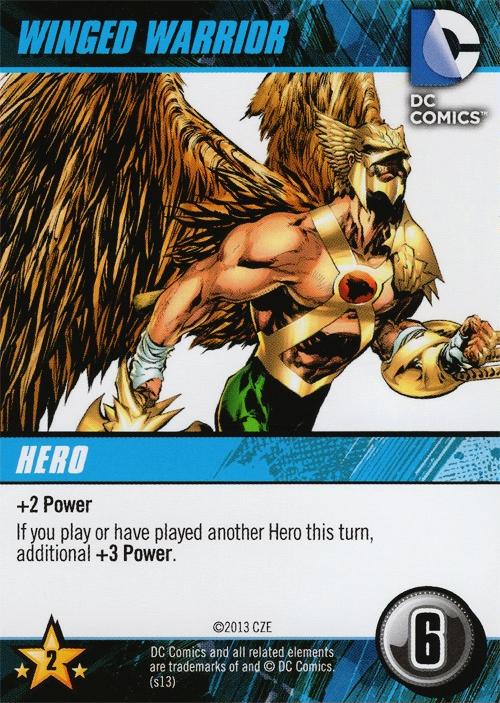 WINGED WARRIOR
DC
COMICS™
HERO
+2 Power
If you play or have played another Hero this turn,
additional +3 Power.
©2013 CZE
2
DC Comics and all related elements
are trademarks of and © DC Comics.
(s13)
6